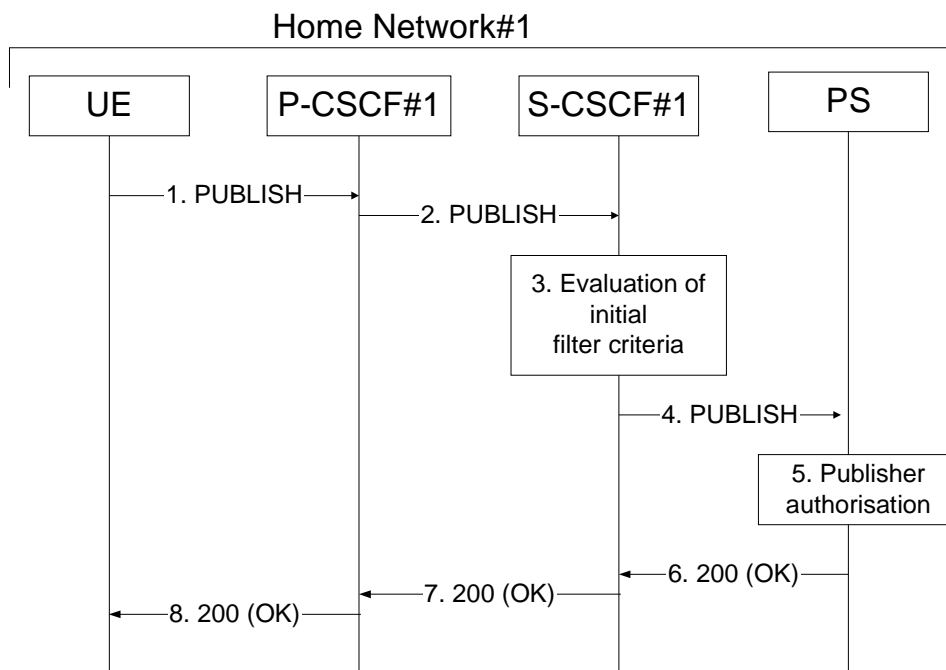 Home Network#1
UE
P-CSCF#1
S-CSCF#1
PS
1. PUBLISH
2. PUBLISH
3. Evaluation of
initial
filter criteria
4. PUBLISH
5. Publisher
authorisation
6. 200 (OK)
7. 200 (OK)
8. 200 (OK)